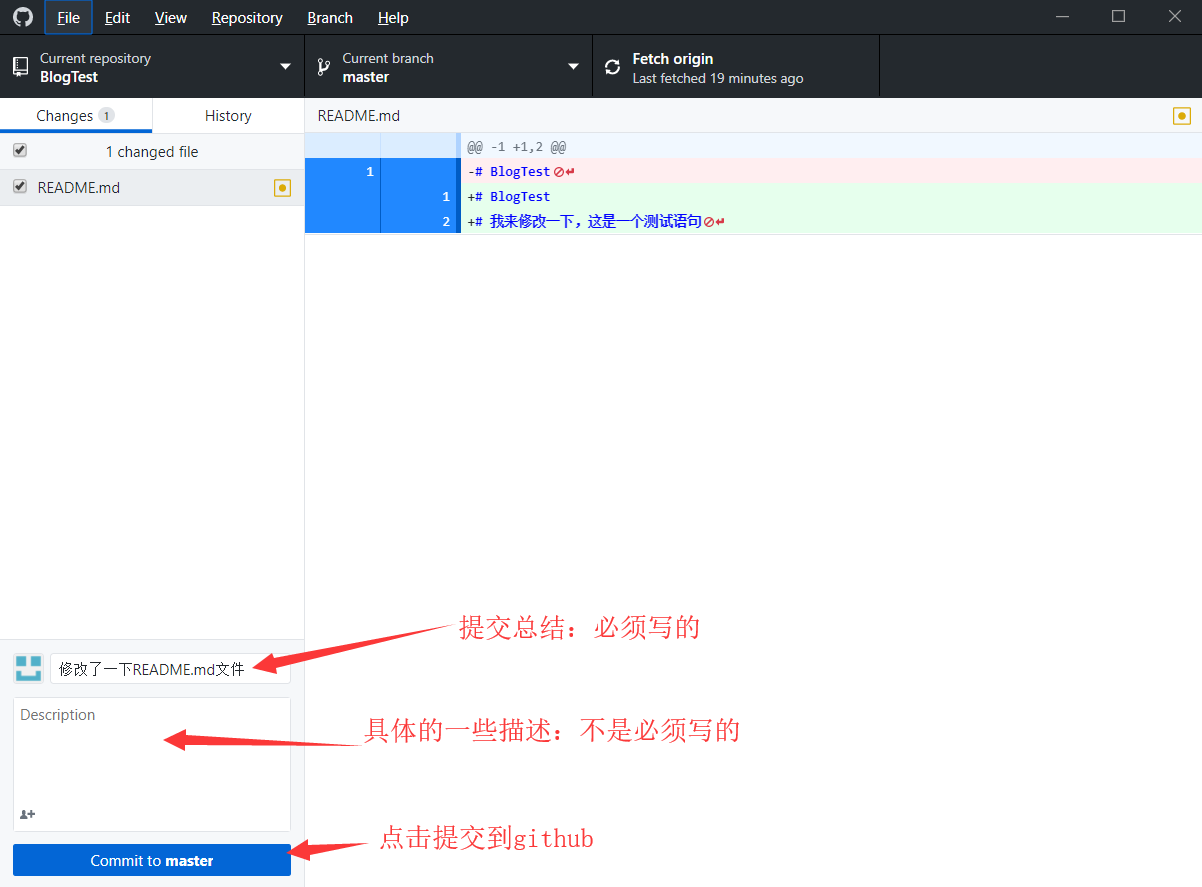 File Edit View Repository Branch Help
Current repository
BlogTest
Current branch
master
Fetch origin
Last fetched 19 minutes ago
Changes 1 History
1 changed file
README.md
README.md
@@ -1 +1,2 @@
1 -# BlogTest
1 +# BlogTest
2 +# 我来修改一下，这是一个测试语句
提交总结：必须写的
修改了一下README.md文件
Description
具体的一些描述：不是必须写的
点击提交到github
Commit to master